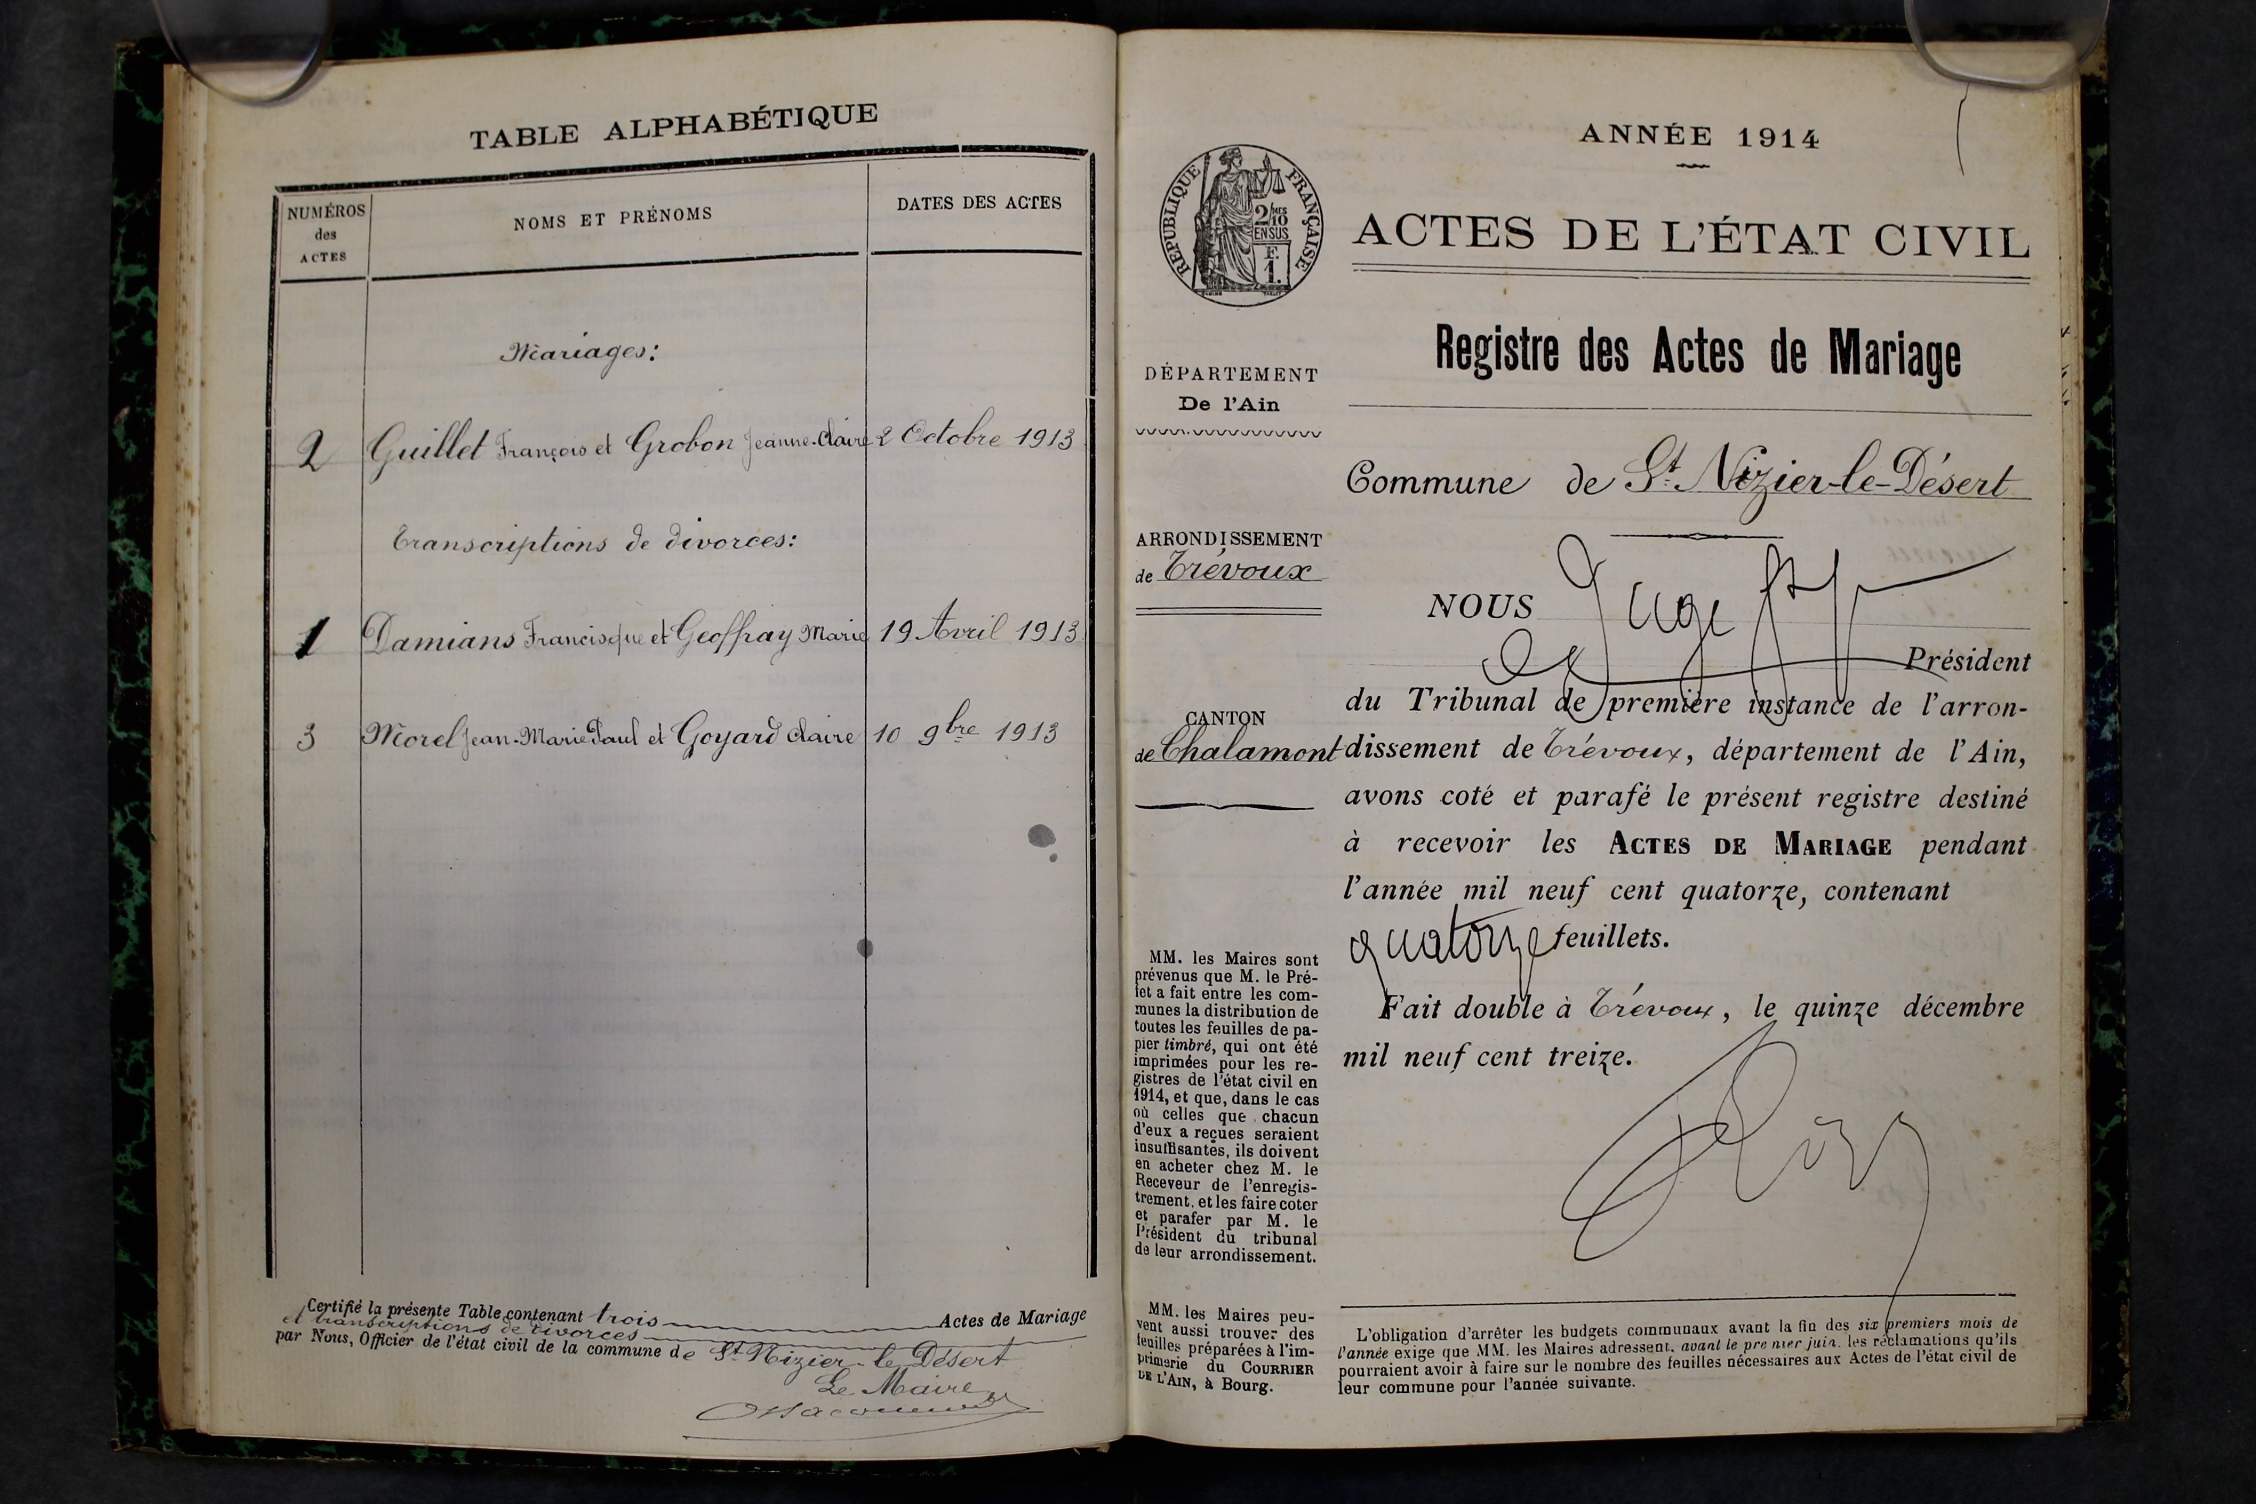 TABLE ALPHABÉTIQUE
NUMÉROS
des
ACTES
NOMS ET PRÉNOMS
DATES DES ACTES
Mariages:
2 Guillet François et Grobon Jeanne-Claire 2 Octobre 1913
Transcriptions de divorces:
1 Damians Francisque et Geoffray Marie 19 Avril 1913
3 Morel Jean-Marie Paul et Goyard Claire 10 9bre 1913
Certifié la présente Table contenant trois Actes de Mariage
et transcriptions de divorces
par Nous, Officier de l'état civil de la commune de St Nizier-le-Désert
Le Maire
ANNÉE 1914
RÉPUBLIQUE FRANÇAISE
2/10MES
EN SUS
F.
1.
ACTES DE L'ÉTAT CIVIL
Registre des Actes de Mariage
DÉPARTEMENT
De l'Ain
ARRONDISSEMENT
de Trévoux
CANTON
de Chalamont
MM. les Maires sont
prévenus que M. le Pré-
fet a fait entre les com-
munes la distribution de
toutes les feuilles de pa-
pier timbré, qui ont été
imprimées pour les re-
gistres de l'état civil en
1914, et que, dans le cas
où celles que chacun
d'eux a reçues seraient
insuffisantes, ils doivent
en acheter chez M. le
Receveur de l'enregis-
trement, et les faire coter
et parafer par M. le
Président du tribunal
de leur arrondissement.
MM. les Maires peu-
vent aussi trouver des
feuilles préparées à l'im-
primerie du COURRIER
DE L'AIN, à Bourg.
Commune de St. Nizier-le-Désert
NOUS Juge
Président
du Tribunal de première instance de l'arron-
dissement de Trévoux, département de l'Ain,
avons coté et parafé le présent registre destiné
à recevoir les ACTES DE MARIAGE pendant
l'année mil neuf cent quatorze, contenant
quatorze feuillets.
Fait double à Trévoux, le quinze décembre
mil neuf cent treize.
L'obligation d'arrêter les budgets communaux avant la fin des six premiers mois de
l'année exige que MM. les Maires adressent, avant le premier juin, les réclamations qu'ils
pourraient avoir à faire sur le nombre des feuilles nécessaires aux Actes de l'état civil de
leur commune pour l'année suivante.